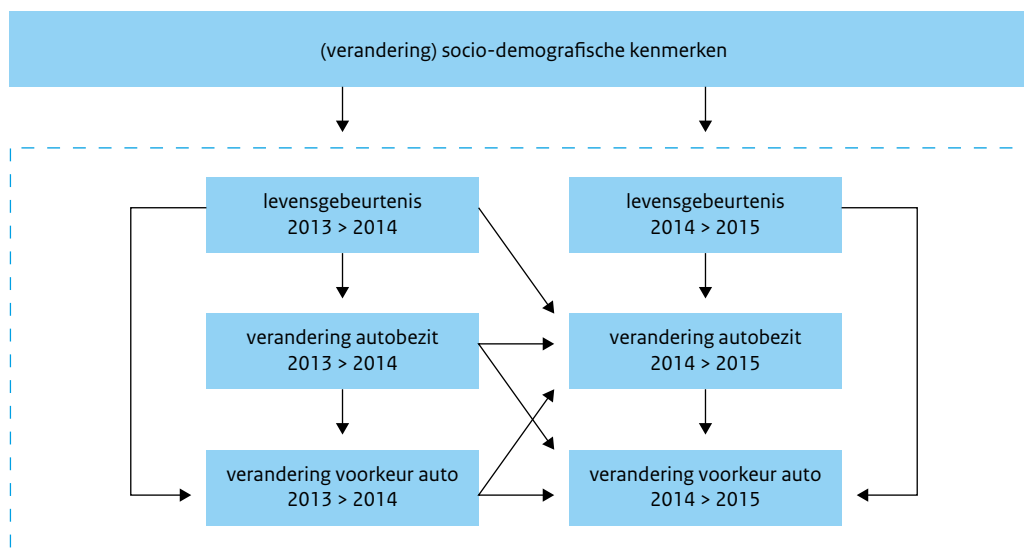 (verandering) socio-demografische kenmerken
levensgebeurtenis
2013 > 2014
levensgebeurtenis
2014 > 2015
verandering autobezit
2013 > 2014
verandering autobezit
2014 > 2015
verandering voorkeur auto
2013 > 2014
verandering voorkeur auto
2014 > 2015